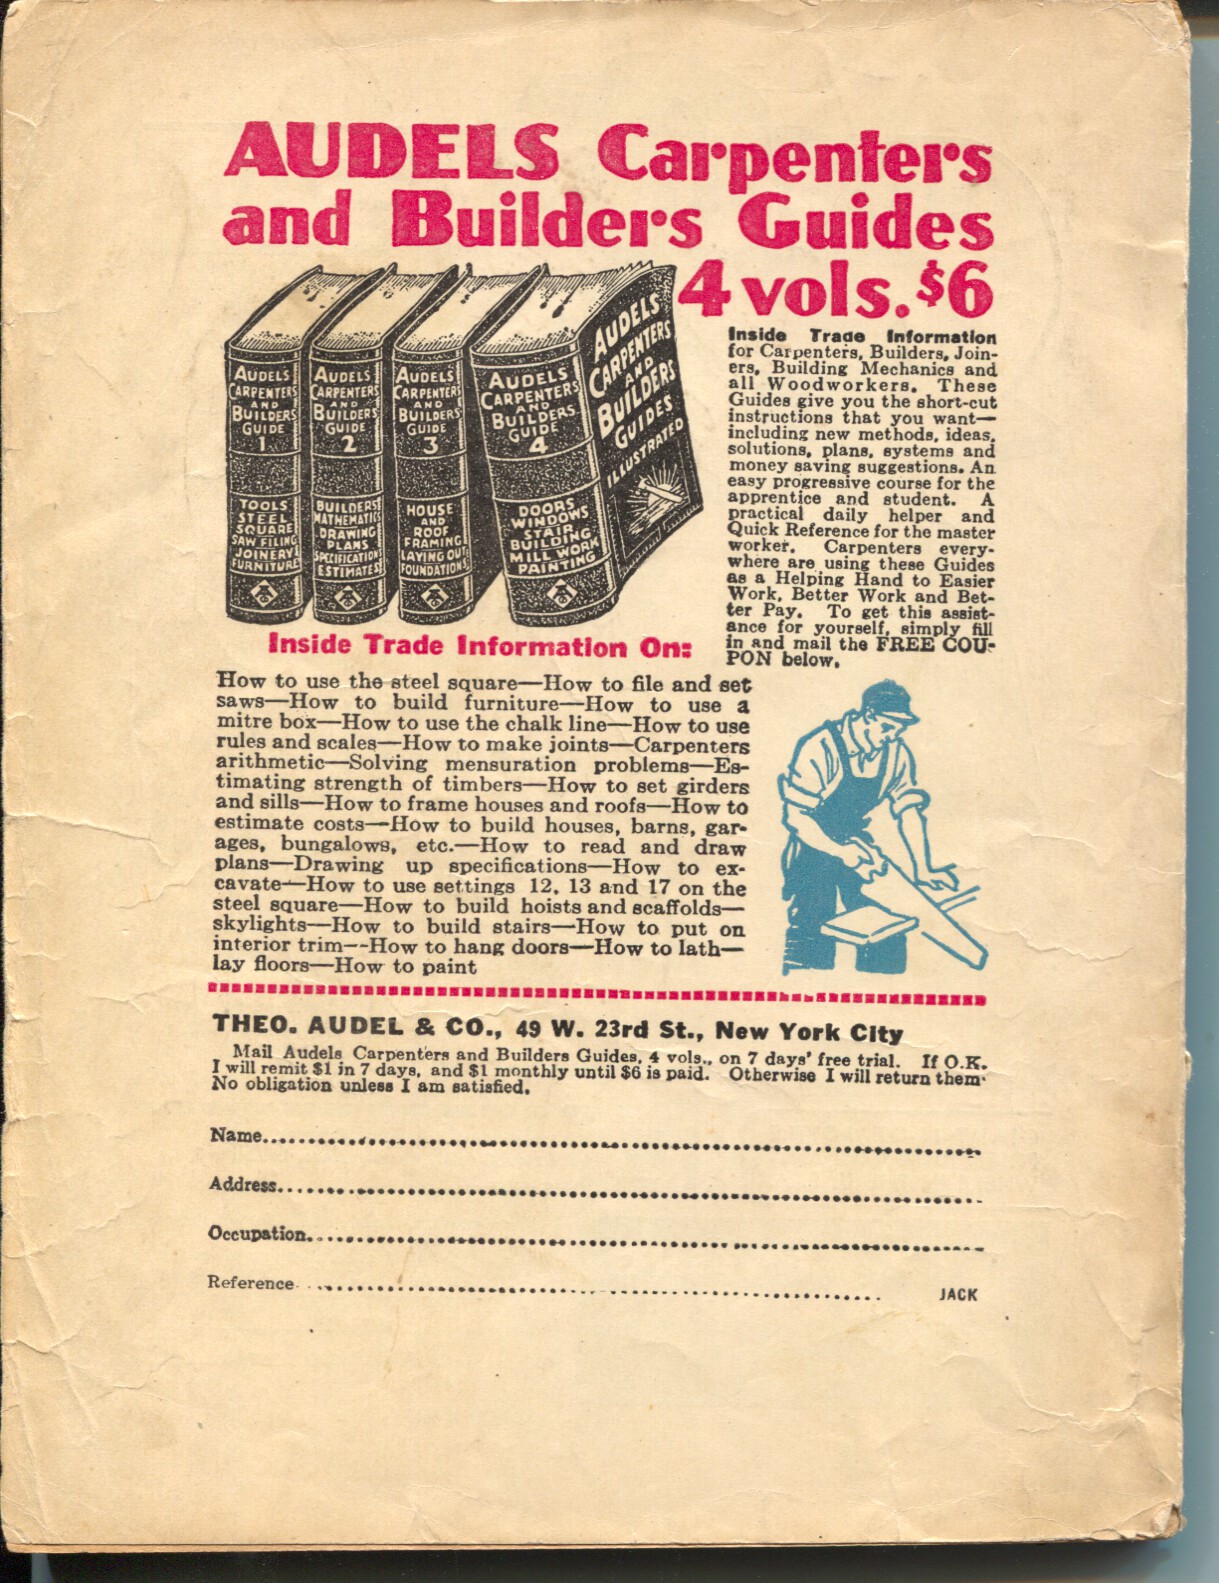 AUDELS Carpenters
and Builders Guides
4 vols. $6
AUDELS
CARPENTERS
AND
BUILDERS
GUIDE
1
TOOLS
STEEL
SQUARE
SAW FILING
JOINERY
FURNITURE
AUDELS
CARPENTERS
AND
BUILDERS
GUIDE
2
BUILDERS
MATHEMATICS
DRAWING
PLANS
SPECIFICATIONS
ESTIMATES
AUDELS
CARPENTERS
AND
BUILDERS
GUIDE
3
HOUSE
AND
ROOF
FRAMING
LAYING OUT
FOUNDATIONS
AUDELS
CARPENTERS
AND
BUILDERS
GUIDE
4
DOORS
WINDOWS
STAIR
BUILDING
MILL WORK
PAINTING
AUDELS
CARPENTERS
AND
BUILDERS
GUIDES
ILLUSTRATED
Inside Trade Information
for Carpenters, Builders, Join-
ers, Building Mechanics and
all Woodworkers. These
Guides give you the short-cut
instructions that you want—
including new methods, ideas,
solutions, plans, systems and
money saving suggestions. An
easy progressive course for the
apprentice and student. A
practical daily helper and
Quick Reference for the master
worker. Carpenters every-
where are using these Guides
as a Helping Hand to Easier
Work, Better Work and Bet-
ter Pay. To get this assist-
ance for yourself, simply fill
in and mail the FREE COU-
PON below.
Inside Trade Information On:
How to use the steel square—How to file and set
saws—How to build furniture—How to use a
mitre box—How to use the chalk line—How to use
rules and scales—How to make joints—Carpenters
arithmetic—Solving mensuration problems—Es-
timating strength of timbers—How to set girders
and sills—How to frame houses and roofs—How to
estimate costs—How to build houses, barns, gar-
ages, bungalows, etc.—How to read and draw
plans—Drawing up specifications—How to ex-
cavate—How to use settings 12, 13 and 17 on the
steel square—How to build hoists and scaffolds—
skylights—How to build stairs—How to put on
interior trim—How to hang doors—How to lath—
lay floors—How to paint
THEO. AUDEL & CO., 49 W. 23rd St., New York City
Mail Audels Carpenters and Builders Guides, 4 vols., on 7 days' free trial. If O.K.
I will remit $1 in 7 days, and $1 monthly until $6 is paid. Otherwise I will return them.
No obligation unless I am satisfied.
Name
Address
Occupation
Reference JACK